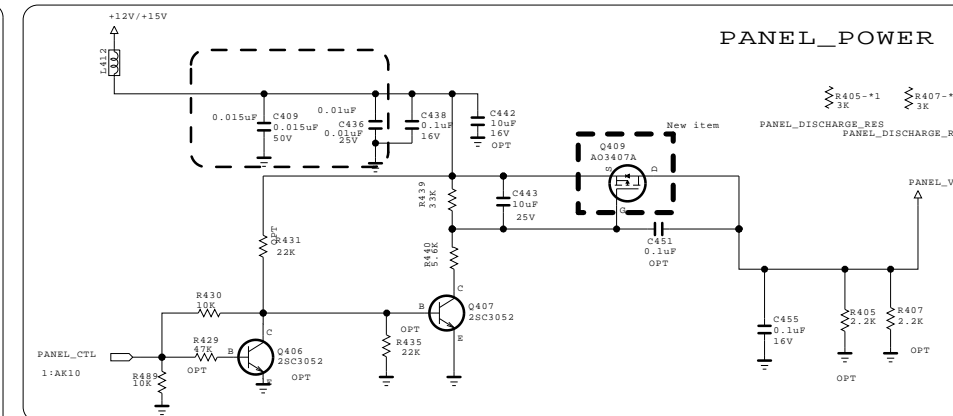 +12V/+15V
PANEL_POWER
L412
0.015uF
C409
0.015uF
50V
0.01uF
C436
0.01uF
25V
C438
0.1uF
16V
C442
10uF
16V
OPT
R405-*1
3K
PANEL_DISCHARGE_RES
R407-*
3K
PANEL_DISCHARGE_R
New item
Q409
AO3407A
S
D
G
PANEL_V
R439
33K
C443
10uF
25V
OPT
R431
22K
R440
5.6K
C451
0.1uF
OPT
R430
10K
C
B
Q407
2SC3052
E
R429
47K
OPT
C
B
Q406
2SC3052
E
OPT
OPT
R435
22K
PANEL_CTL
1:AK10
R489
10K
C455
0.1uF
16V
R405
2.2K
OPT
R407
2.2K
OPT